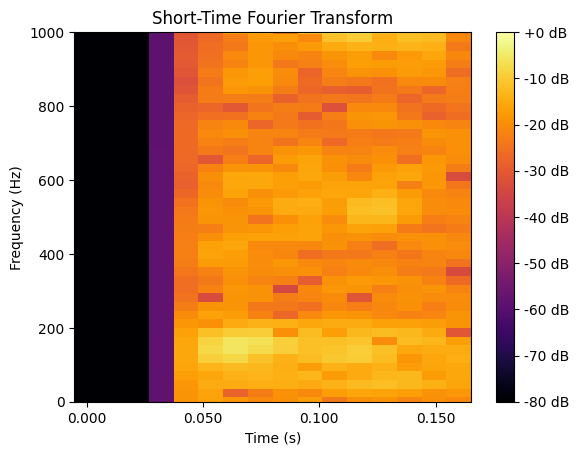 Short-Time Fourier Transform
1000
800
600
400
200
0
Frequency (Hz)
0.000
0.050
0.100
0.150
Time (s)
+0 dB
-10 dB
-20 dB
-30 dB
-40 dB
-50 dB
-60 dB
-70 dB
-80 dB